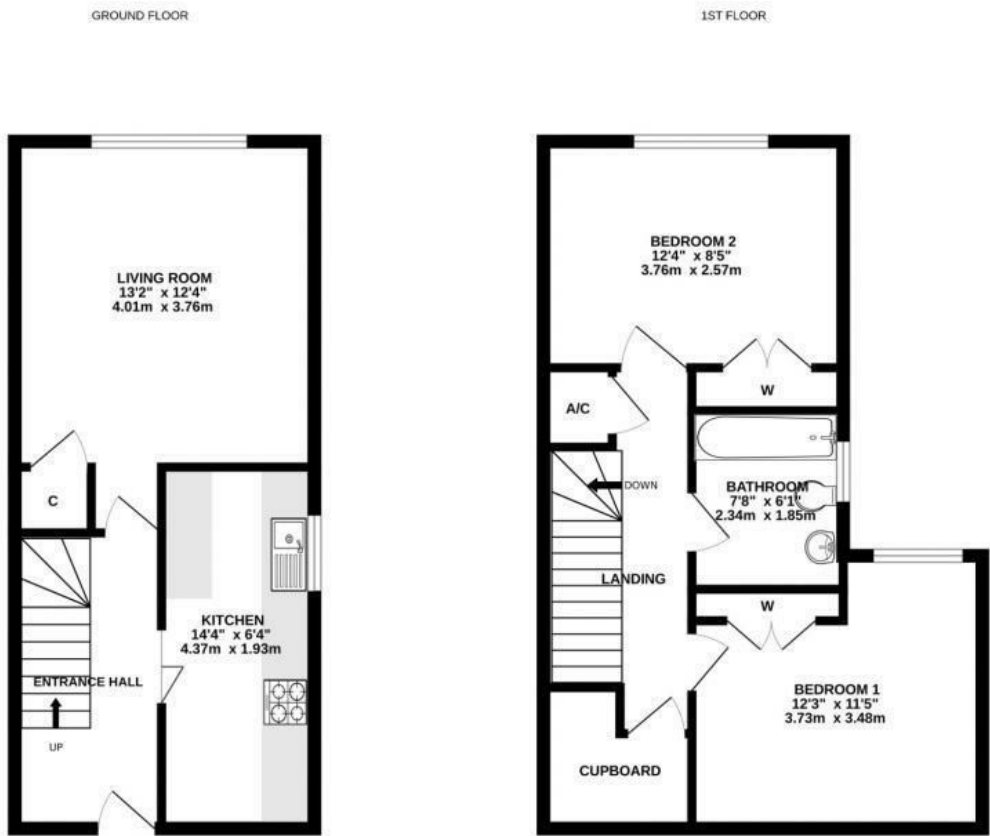 GROUND FLOOR
LIVING ROOM
13'2" x 12'4"
4.01m x 3.76m
C
KITCHEN
14'4" x 6'4"
4.37m x 1.93m
ENTRANCE HALL
UP
1ST FLOOR
BEDROOM 2
12'4" x 8'5"
3.76m x 2.57m
W
A/C
DOWN
BATHROOM
7'8" x 6'1"
2.34m x 1.85m
LANDING
W
BEDROOM 1
12'3" x 11'5"
3.73m x 3.48m
CUPBOARD